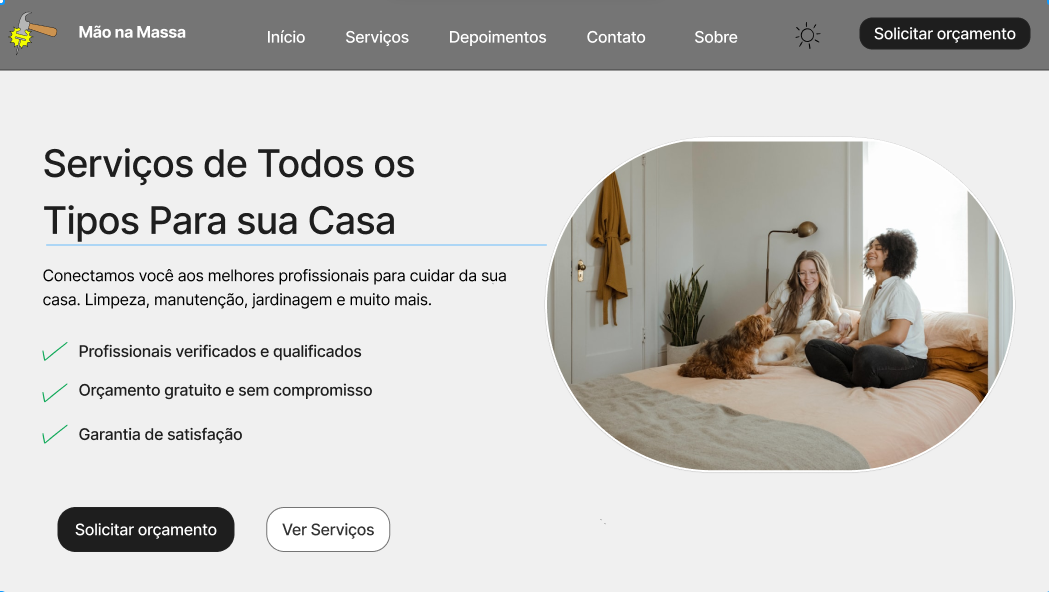 Mão na Massa
Início
Serviços
Depoimentos
Contato
Sobre
Solicitar orçamento
Serviços de Todos os
Tipos Para sua Casa
Conectamos você aos melhores profissionais para cuidar da sua
casa. Limpeza, manutenção, jardinagem e muito mais.
Profissionais verificados e qualificados
Orçamento gratuito e sem compromisso
Garantia de satisfação
Solicitar orçamento
Ver Serviços